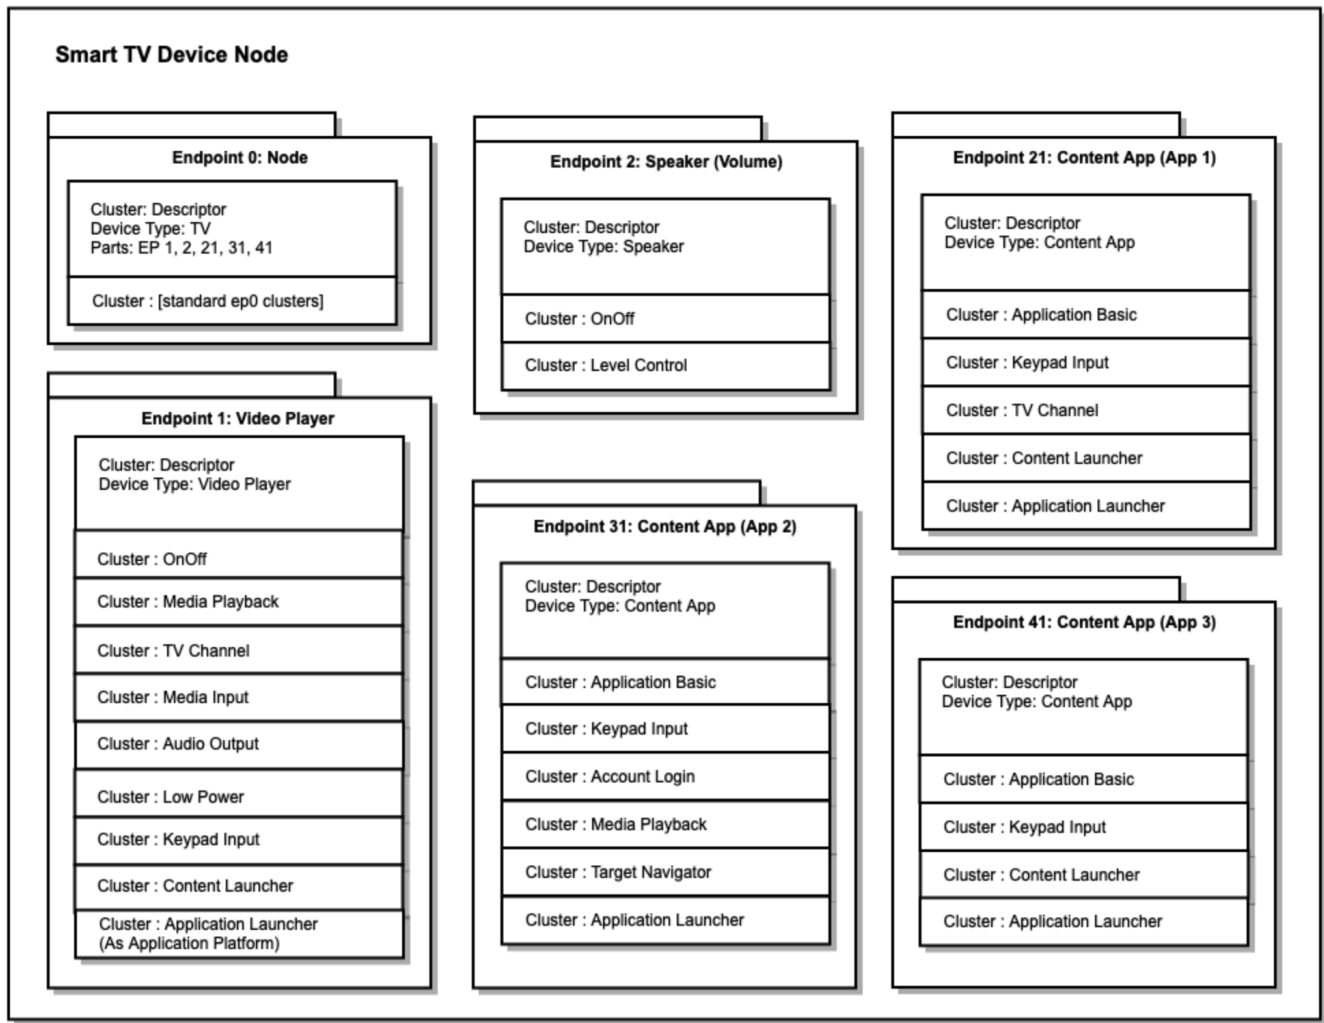 Smart TV Device Node
Endpoint 0: Node
Cluster: Descriptor
Device Type: TV
Parts: EP 1, 2, 21, 31, 41
Cluster : [standard ep0 clusters]
Endpoint 1: Video Player
Cluster: Descriptor
Device Type: Video Player
Cluster : OnOff
Cluster : Media Playback
Cluster : TV Channel
Cluster : Media Input
Cluster : Audio Output
Cluster : Low Power
Cluster : Keypad Input
Cluster : Content Launcher
Cluster : Application Launcher
(As Application Platform)
Endpoint 2: Speaker (Volume)
Cluster: Descriptor
Device Type: Speaker
Cluster : OnOff
Cluster : Level Control
Endpoint 31: Content App (App 2)
Cluster: Descriptor
Device Type: Content App
Cluster : Application Basic
Cluster : Keypad Input
Cluster : Account Login
Cluster : Media Playback
Cluster : Target Navigator
Cluster : Application Launcher
Endpoint 21: Content App (App 1)
Cluster: Descriptor
Device Type: Content App
Cluster : Application Basic
Cluster : Keypad Input
Cluster : TV Channel
Cluster : Content Launcher
Cluster : Application Launcher
Endpoint 41: Content App (App 3)
Cluster: Descriptor
Device Type: Content App
Cluster : Application Basic
Cluster : Keypad Input
Cluster : Content Launcher
Cluster : Application Launcher